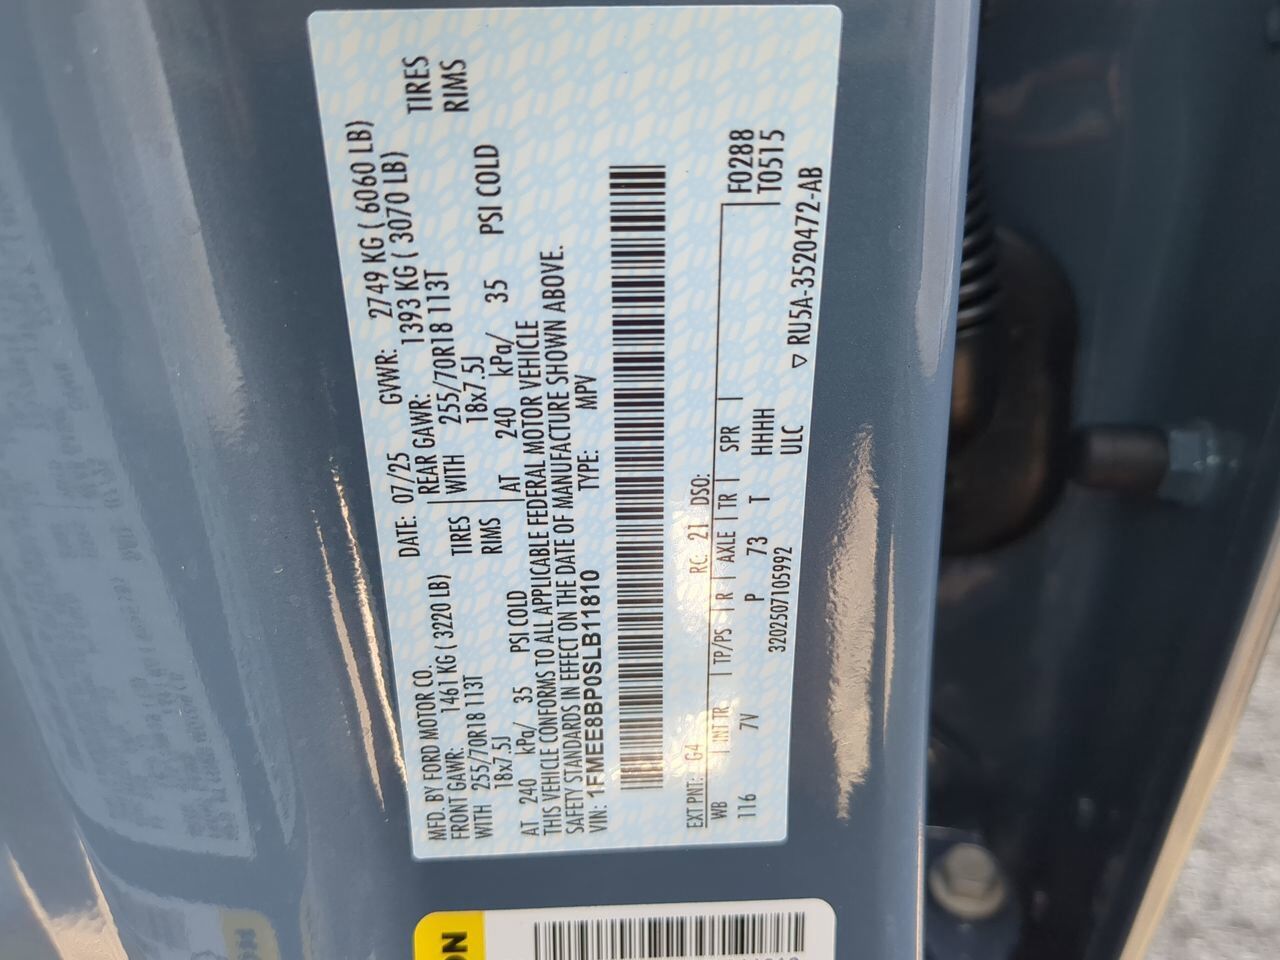 MFD. BY FORD MOTOR CO.
DATE: 07/25 GVWR: 2749 KG ( 6060 LB)
FRONT GAWR: 1461 KG ( 3220 LB) REAR GAWR: 1393 KG ( 3070 LB)
WITH 255/70R18 113T TIRES WITH 255/70R18 113T TIRES
18x7.5J RIMS 18x7.5J RIMS
AT 240 kPa/ 35 PSI COLD AT 240 kPa/ 35 PSI COLD
THIS VEHICLE CONFORMS TO ALL APPLICABLE FEDERAL MOTOR VEHICLE
SAFETY STANDARDS IN EFFECT ON THE DATE OF MANUFACTURE SHOWN ABOVE.
VIN: 1FMEE8BP0SLB11810 TYPE: MPV
EXT PNT: G4 RC: 21 DSO: F0288
WB INT TR TP/PS R AXLE TR SPR T0515
116 7V P 73 T HHHH
ULC
3202507105992 ▽ RU5A-3520472-AB
ON